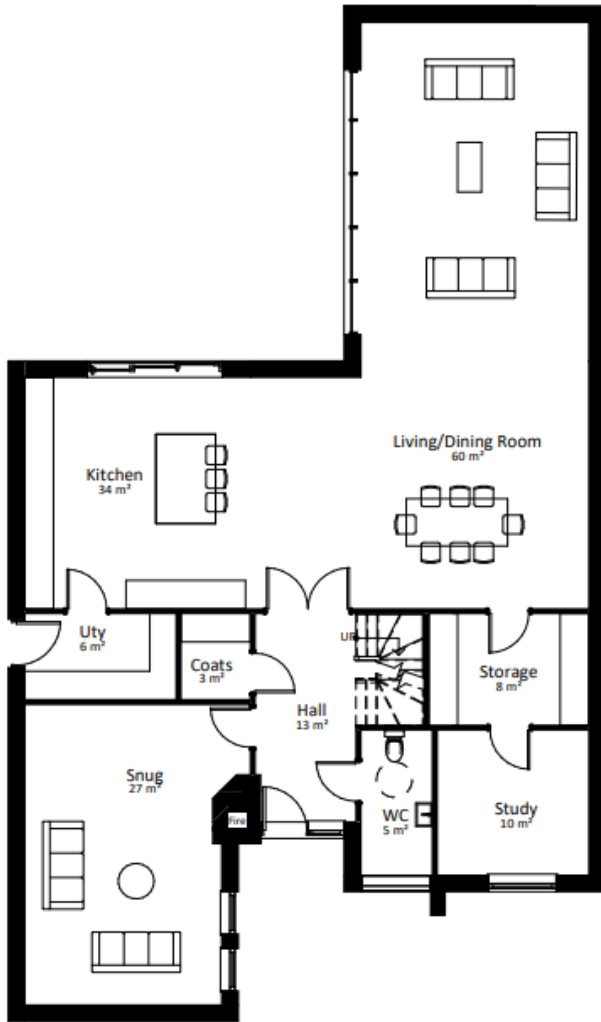 Living/Dining Room
60 m²
Kitchen
34 m²
Uty
6 m²
Coats
3 m²
UP
Hall
13 m²
Storage
8 m²
Snug
27 m²
Fire
WC
5 m²
Study
10 m²